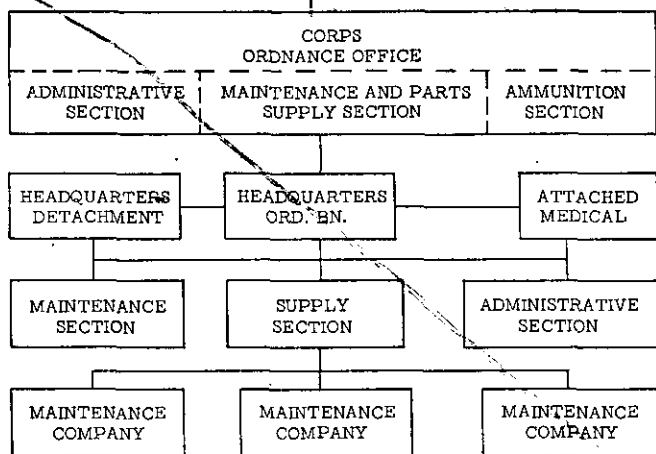 CORPS
ORDNANCE OFFICE
ADMINISTRATIVE
SECTION
MAINTENANCE AND PARTS
SUPPLY SECTION
AMMUNITION
SECTION
HEADQUARTERS
DETACHMENT
HEADQUARTERS
ORD. BN.
ATTACHED
MEDICAL
MAINTENANCE
SECTION
SUPPLY
SECTION
ADMINISTRATIVE
SECTION
MAINTENANCE
COMPANY
MAINTENANCE
COMPANY
MAINTENANCE
COMPANY